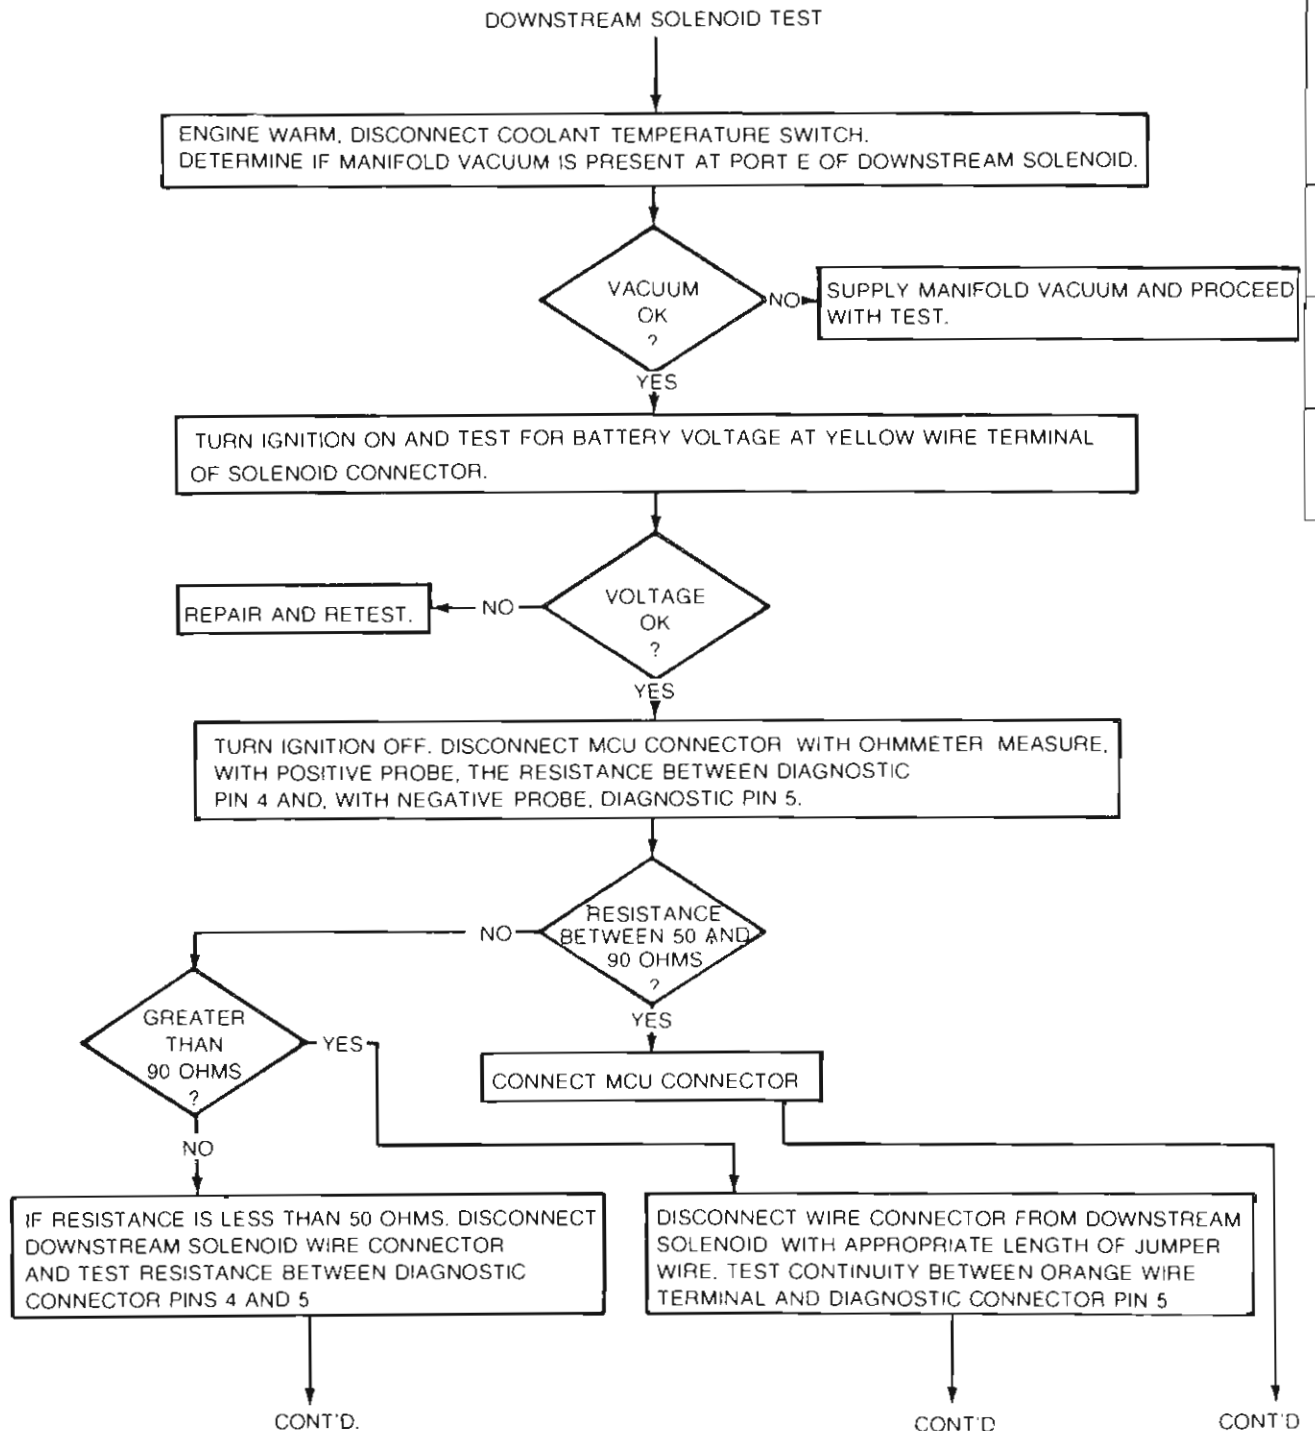 DOWNSTREAM SOLENOID TEST
ENGINE WARM, DISCONNECT COOLANT TEMPERATURE SWITCH.
DETERMINE IF MANIFOLD VACUUM IS PRESENT AT PORT E OF DOWNSTREAM SOLENOID.
VACUUM
OK
?
NO
SUPPLY MANIFOLD VACUUM AND PROCEED
WITH TEST.
YES
TURN IGNITION ON AND TEST FOR BATTERY VOLTAGE AT YELLOW WIRE TERMINAL
OF SOLENOID CONNECTOR.
VOLTAGE
OK
?
NO
REPAIR AND RETEST.
YES
TURN IGNITION OFF. DISCONNECT MCU CONNECTOR WITH OHMMETER MEASURE,
WITH POSITIVE PROBE, THE RESISTANCE BETWEEN DIAGNOSTIC
PIN 4 AND, WITH NEGATIVE PROBE, DIAGNOSTIC PIN 5.
RESISTANCE
BETWEEN 50 AND
90 OHMS
?
NO
YES
GREATER
THAN
90 OHMS
?
YES
CONNECT MCU CONNECTOR
NO
IF RESISTANCE IS LESS THAN 50 OHMS. DISCONNECT
DOWNSTREAM SOLENOID WIRE CONNECTOR
AND TEST RESISTANCE BETWEEN DIAGNOSTIC
CONNECTOR PINS 4 AND 5
DISCONNECT WIRE CONNECTOR FROM DOWNSTREAM
SOLENOID WITH APPROPRIATE LENGTH OF JUMPER
WIRE. TEST CONTINUITY BETWEEN ORANGE WIRE
TERMINAL AND DIAGNOSTIC CONNECTOR PIN 5
CONT'D.
CONT'D
CONT'D